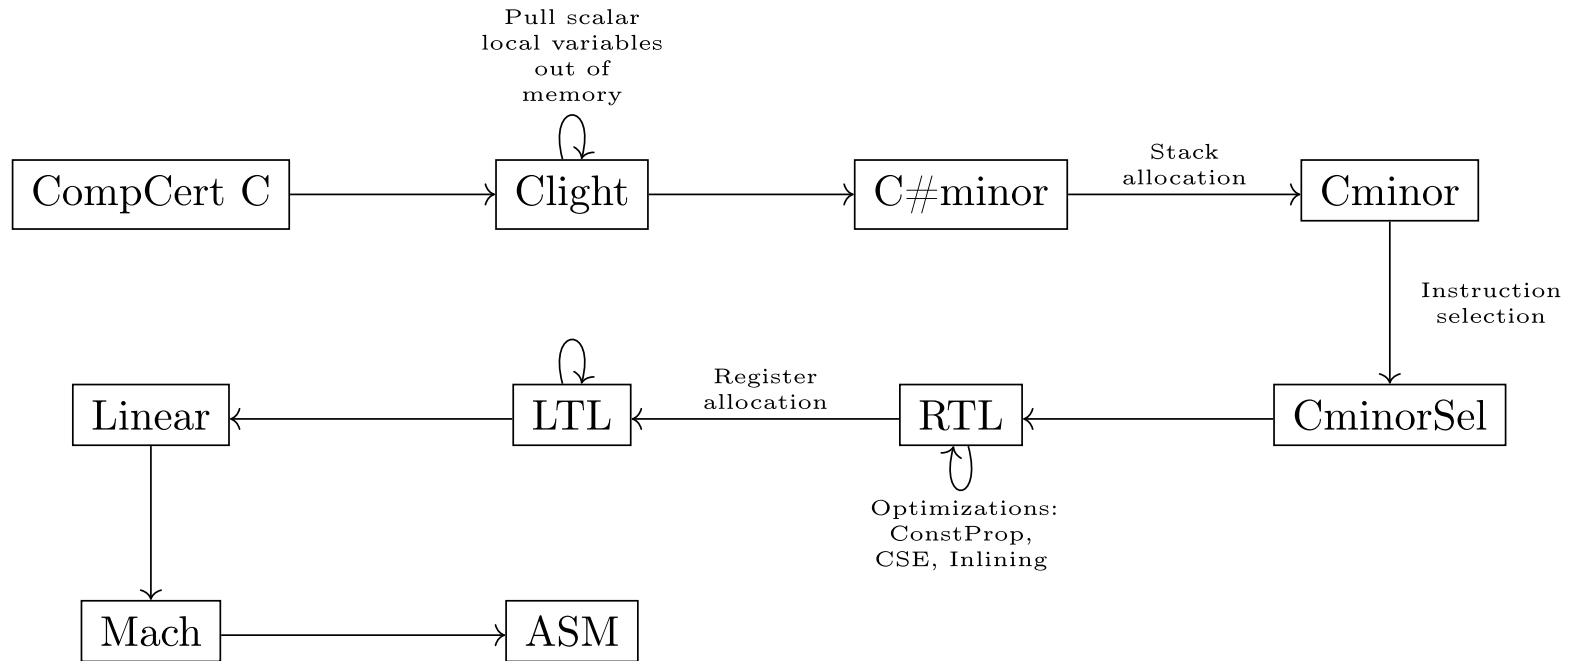 Pull scalar
local variables
out of
memory
CompCert C
Clight
C#minor
Stack
allocation
Cminor
Instruction
selection
Linear
LTL
Register
allocation
RTL
CminorSel
Optimizations:
ConstProp,
CSE, Inlining
Mach
ASM